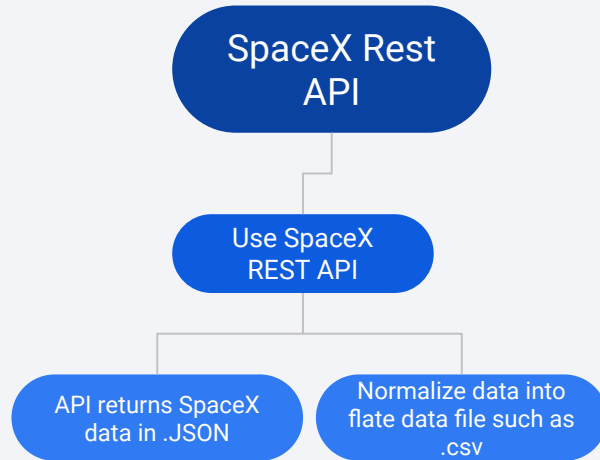 SpaceX Rest
API
Use SpaceX
REST API
API returns SpaceX
data in .JSON
Normalize data into
flate data file such as
.csv